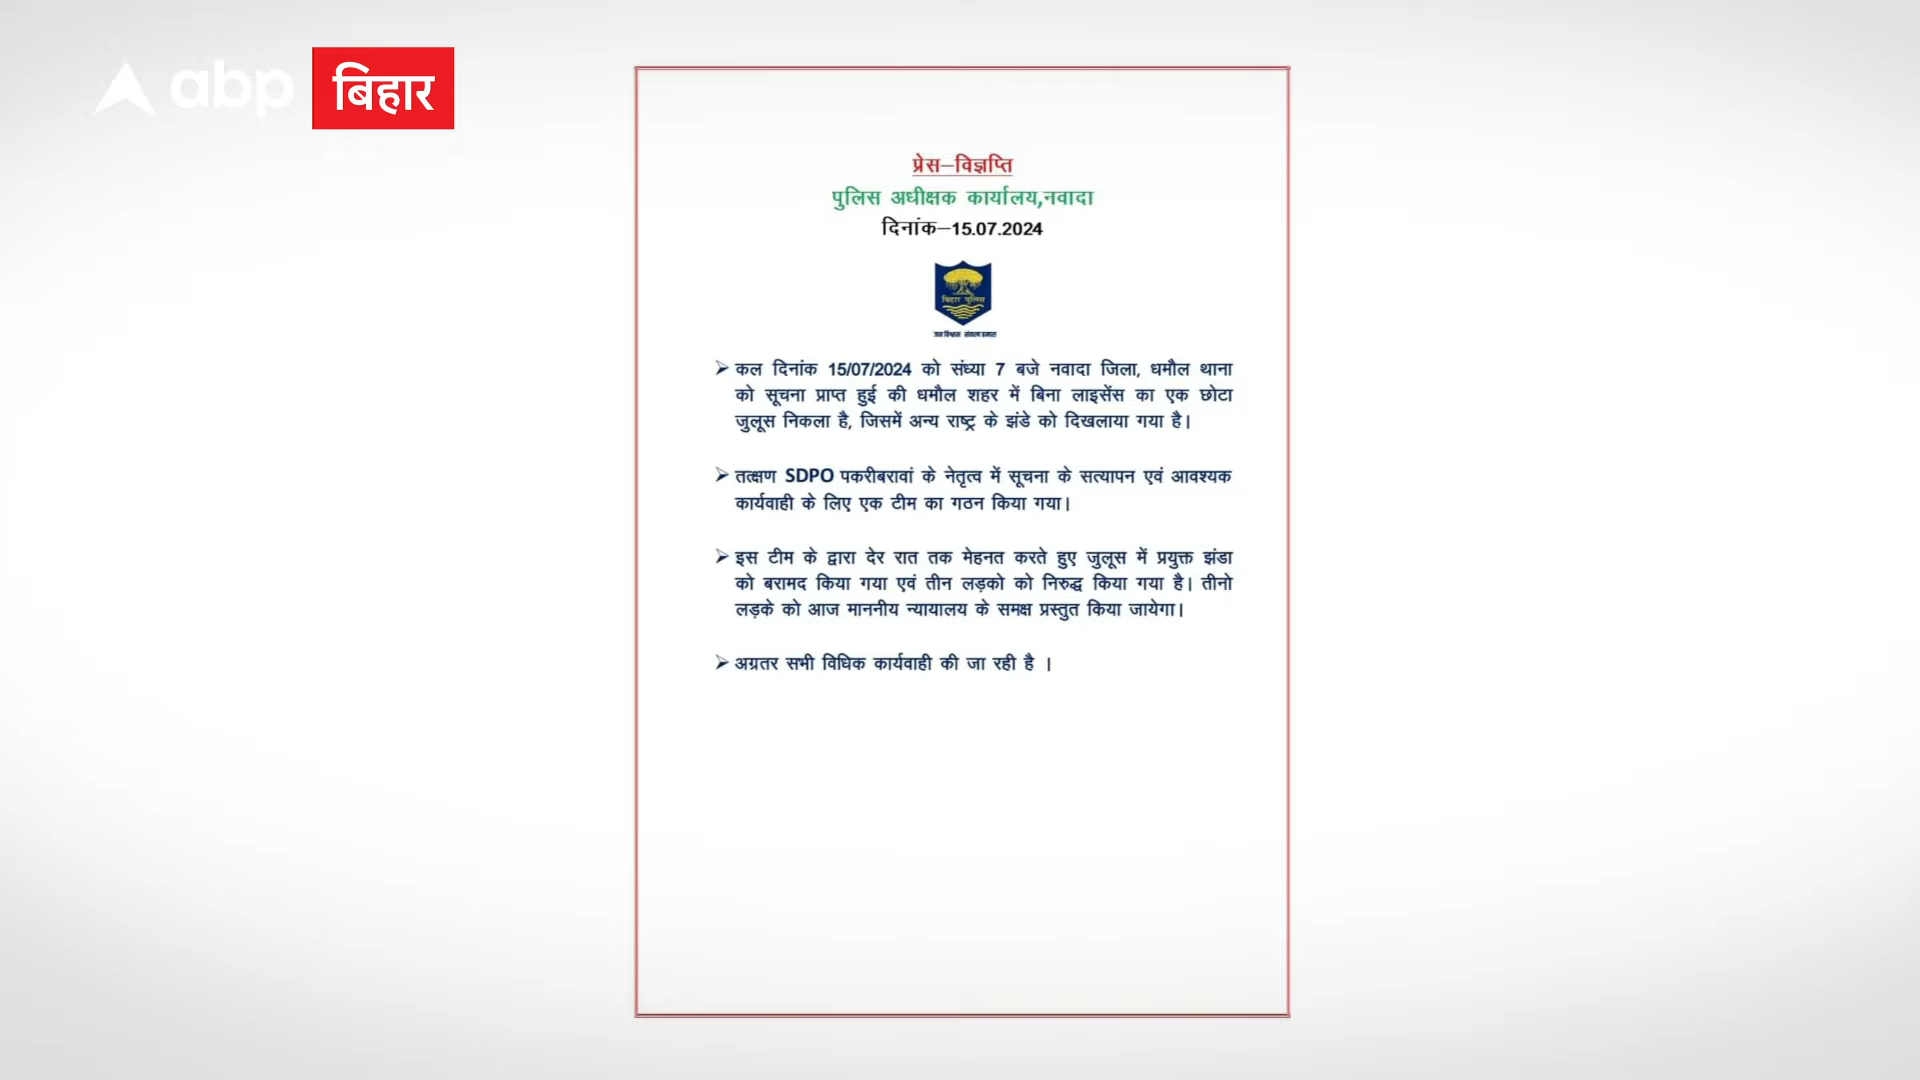 abp बिहार
प्रेस–विज्ञप्ति
पुलिस अधीक्षक कार्यालय,नवादा
दिनांक–15.07.2024
बिहार पुलिस
➢ कल दिनांक 15/07/2024 को संध्या 7 बजे नवादा जिला, धमौल थाना
को सूचना प्राप्त हुई की धमौल शहर में बिना लाइसेंस का एक छोटा
जुलूस निकला है, जिसमें अन्य राष्ट्र के झंडे को दिखलाया गया है।
➢ तत्क्षण SDPO पकरीबरावां के नेतृत्व में सूचना के सत्यापन एवं आवश्यक
कार्यवाही के लिए एक टीम का गठन किया गया।
➢ इस टीम के द्वारा देर रात तक मेहनत करते हुए जुलूस में प्रयुक्त झंडा
को बरामद किया गया एवं तीन लड़को को निरुद्ध किया गया है। तीनो
लड़के को आज माननीय न्यायालय के समक्ष प्रस्तुत किया जायेगा।
➢ अग्रतर सभी विधिक कार्यवाही की जा रही है ।